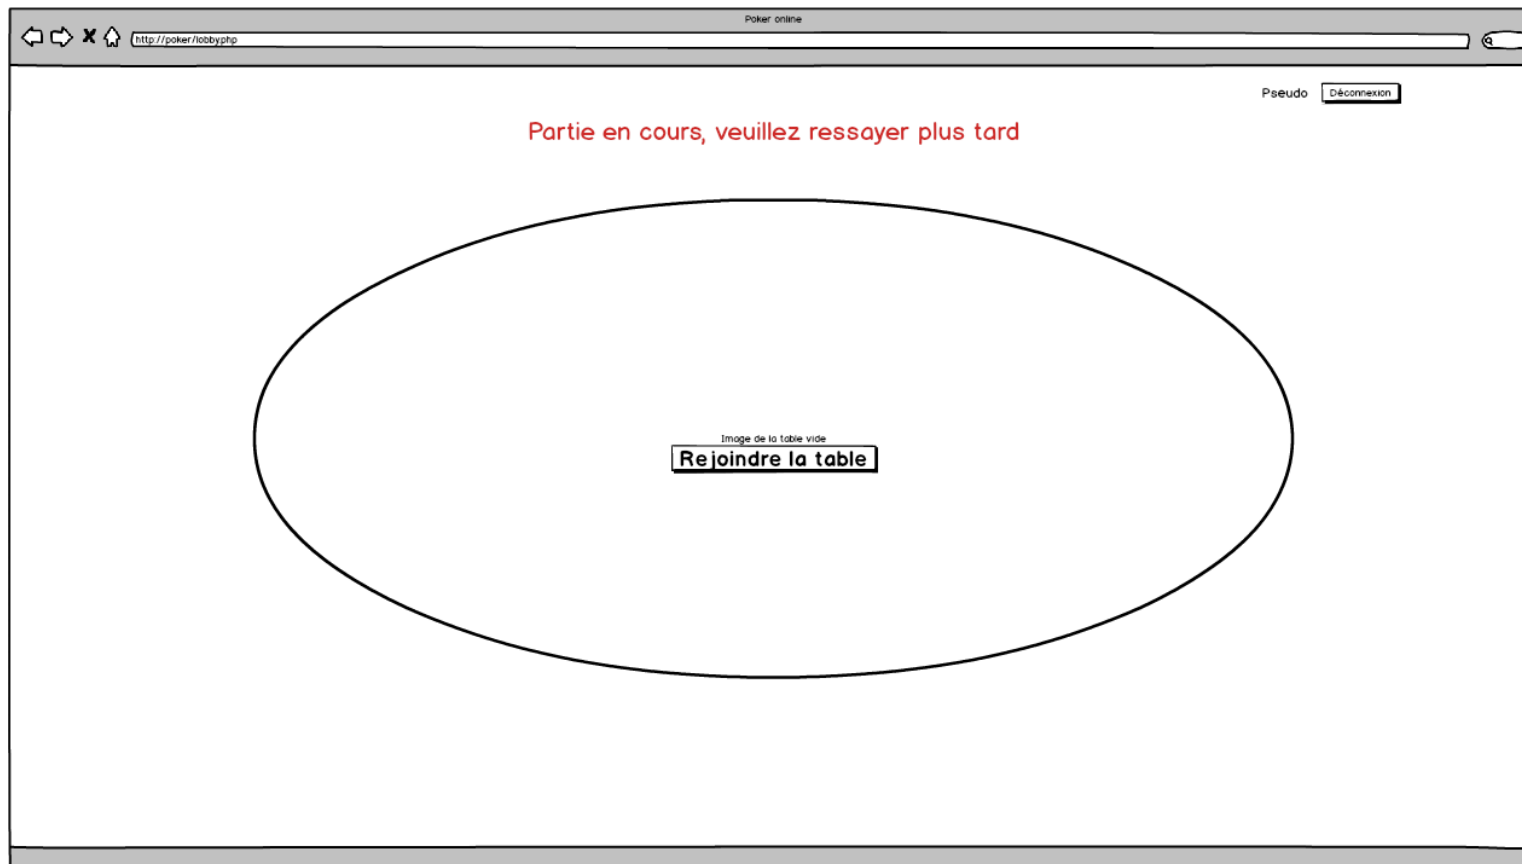 Poker online
http://poker/lobby.php
Pseudo
Déconnexion
Partie en cours, veuillez ressayer plus tard
Image de la table vide
Rejoindre la table